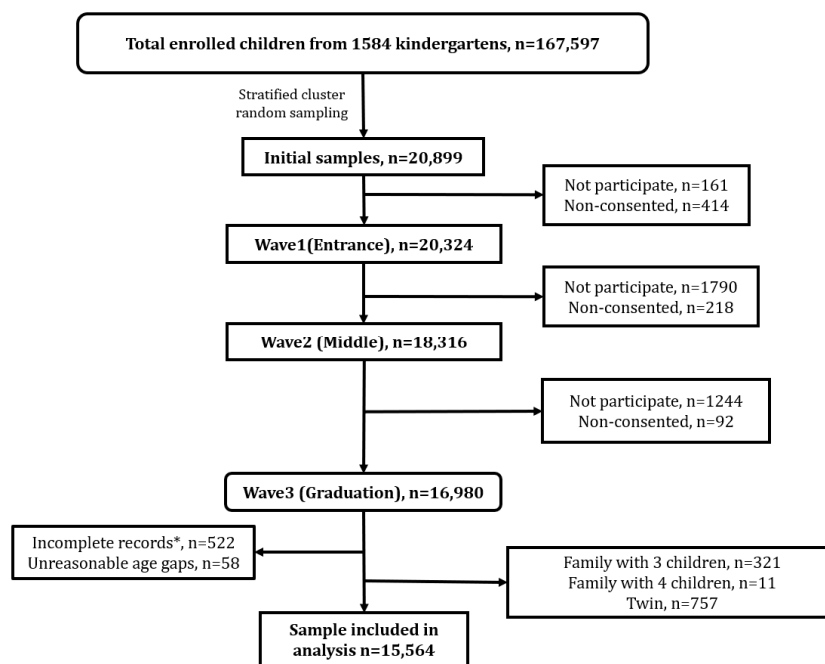 Total enrolled children from 1584 kindergartens, n=167,597
Stratified cluster
random sampling
Initial samples, n=20,899
Not participate, n=161
Non-consented, n=414
Wave1(Entrance), n=20,324
Not participate, n=1790
Non-consented, n=218
Wave2 (Middle), n=18,316
Not participate, n=1244
Non-consented, n=92
Wave3 (Graduation), n=16,980
Incomplete records*, n=522
Unreasonable age gaps, n=58
Family with 3 children, n=321
Family with 4 children, n=11
Twin, n=757
Sample included in
analysis n=15,564